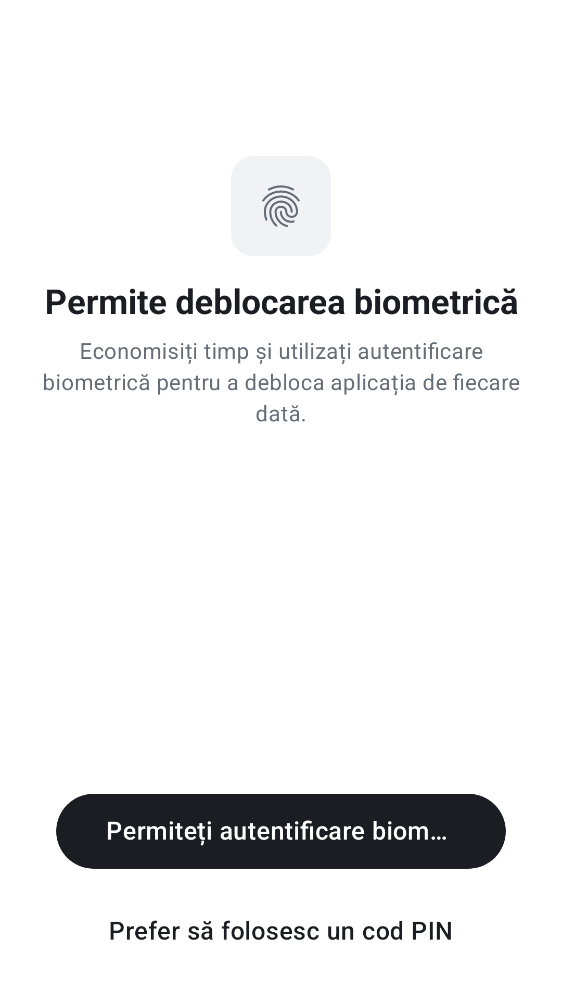 Permite deblocarea biometrică
Economisiți timp și utilizați autentificare
biometrică pentru a debloca aplicația de fiecare
dată.
Permiteți autentificare biom…
Prefer să folosesc un cod PIN